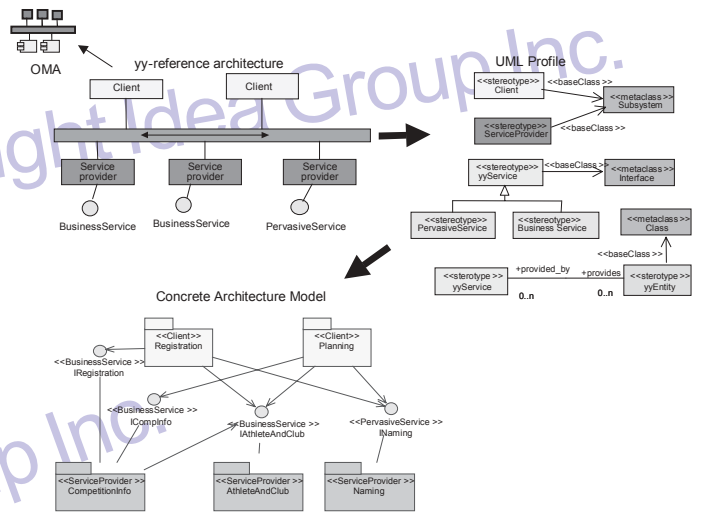 OMA
yy-reference architecture
Client
Client
Service
provider
Service
provider
Service
provider
BusinessService
BusinessService
PervasiveService
UML Profile
<<stereotype>>
Client
<<baseClass >>
<<metaclass >>
Subsystem
<<stereotype>>
ServiceProvider
<<baseClass >>
<<stereotype>>
yyService
<<baseClass >>
<<metaclass >>
Interface
<<stereotype>>
PervasiveService
<<stereotype>>
Business Service
<<metaclass >>
Class
<<baseClass >>
<<sterotype >>
yyService
+provided_by
0..n
+provides
0..n
<<sterotype >>
yyEntity
Concrete Architecture Model
<<Client>>
Registration
<<Client>>
Planning
<<BusinessService >>
IRegistration
<<BusinessService >>
ICompInfo
<<BusinessService >>
IAthleteAndClub
<<PervasiveService >>
INaming
<<ServiceProvider >>
CompetitionInfo
<<ServiceProvider >>
AthleteAndClub
<<ServiceProvider >>
Naming
ght Idea Group Inc.
p Inc.